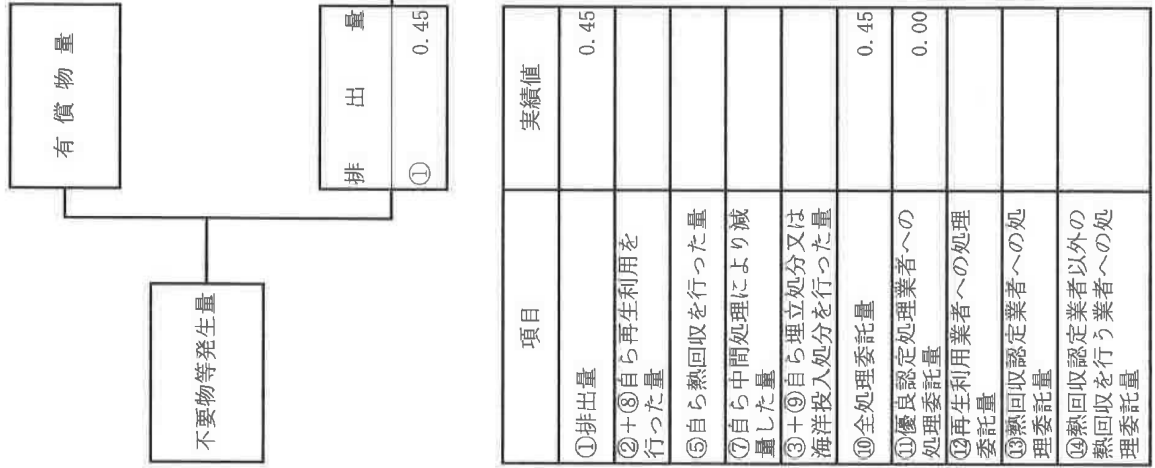 有償物量
不要物等発生量
排出量
① 0.45
項目 実績値
①排出量 0.45
②+⑧自ら再生利用を
行った量
⑤自ら熱回収を行った量
⑦自ら中間処理により減
量した量
③+⑨自ら埋立処分又は
海洋投入処分を行った量
⑩全処理委託量 0.45
⑪優良認定処理業者への
処理委託量 0.00
⑫再生利用業者への処理
委託量
⑬熱回収認定業者への処
理委託量
⑭熱回収認定業者以外の
熱回収を行う業者への処
理委託量